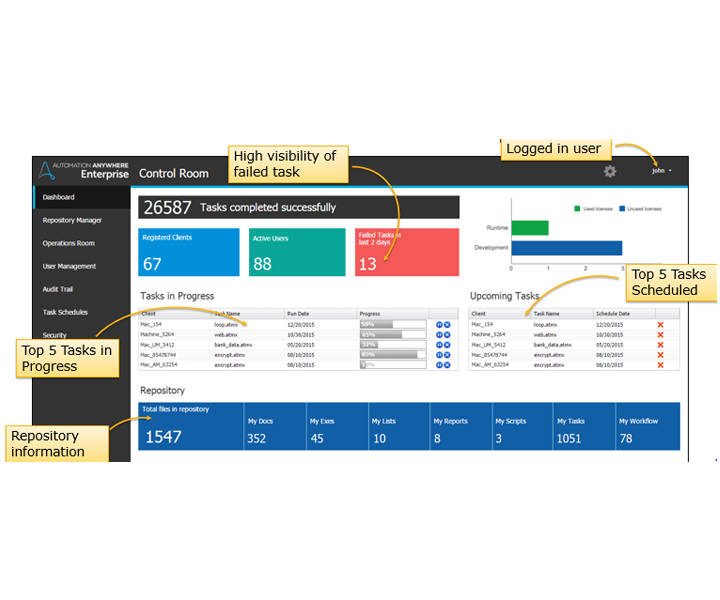 High visibility of
failed task
Logged in user
AUTOMATION ANYWHERE
Enterprise
Control Room
john
Dashboard
Repository Manager
Operations Room
User Management
Audit Trail
Task Schedules
Security
26587 Tasks completed successfully
Registerd Clients
67
Active Users
88
Failed Tasks in
last 2 days
13
Used licenses
Unused licenses
Runtime
Development
0 1 2 3
Top 5 Tasks
Scheduled
Tasks in Progress
Client Task Name Run Date Progress
Mac_154 loop.atmx 12/20/2015
Machine_5264 web.atmx 10/30/2015
Mac_UM_5412 bank_data.atmx 05/20/2015
Mac_85478744 encrypt.atmx 08/10/2015
Mac_AM_63254 encrypt.atmx 08/10/2015
Upcoming Tasks
Client Task Name Schedule Date
Mac_154 loop.atmx 12/20/2015
Machine_5264 web.atmx 10/30/2015
Mac_UM_5412 bank_data.atmx 05/20/2015
Mac_85478744 encrypt.atmx 08/10/2015
Mac_AM_63254 encrypt.atmx 08/10/2015
Top 5 Tasks in
Progress
Repository
Total files in repository
1547
My Docs
352
My Exes
45
My Lists
10
My Reports
8
My Scripts
3
My Tasks
1051
My Workflow
78
Repository
information